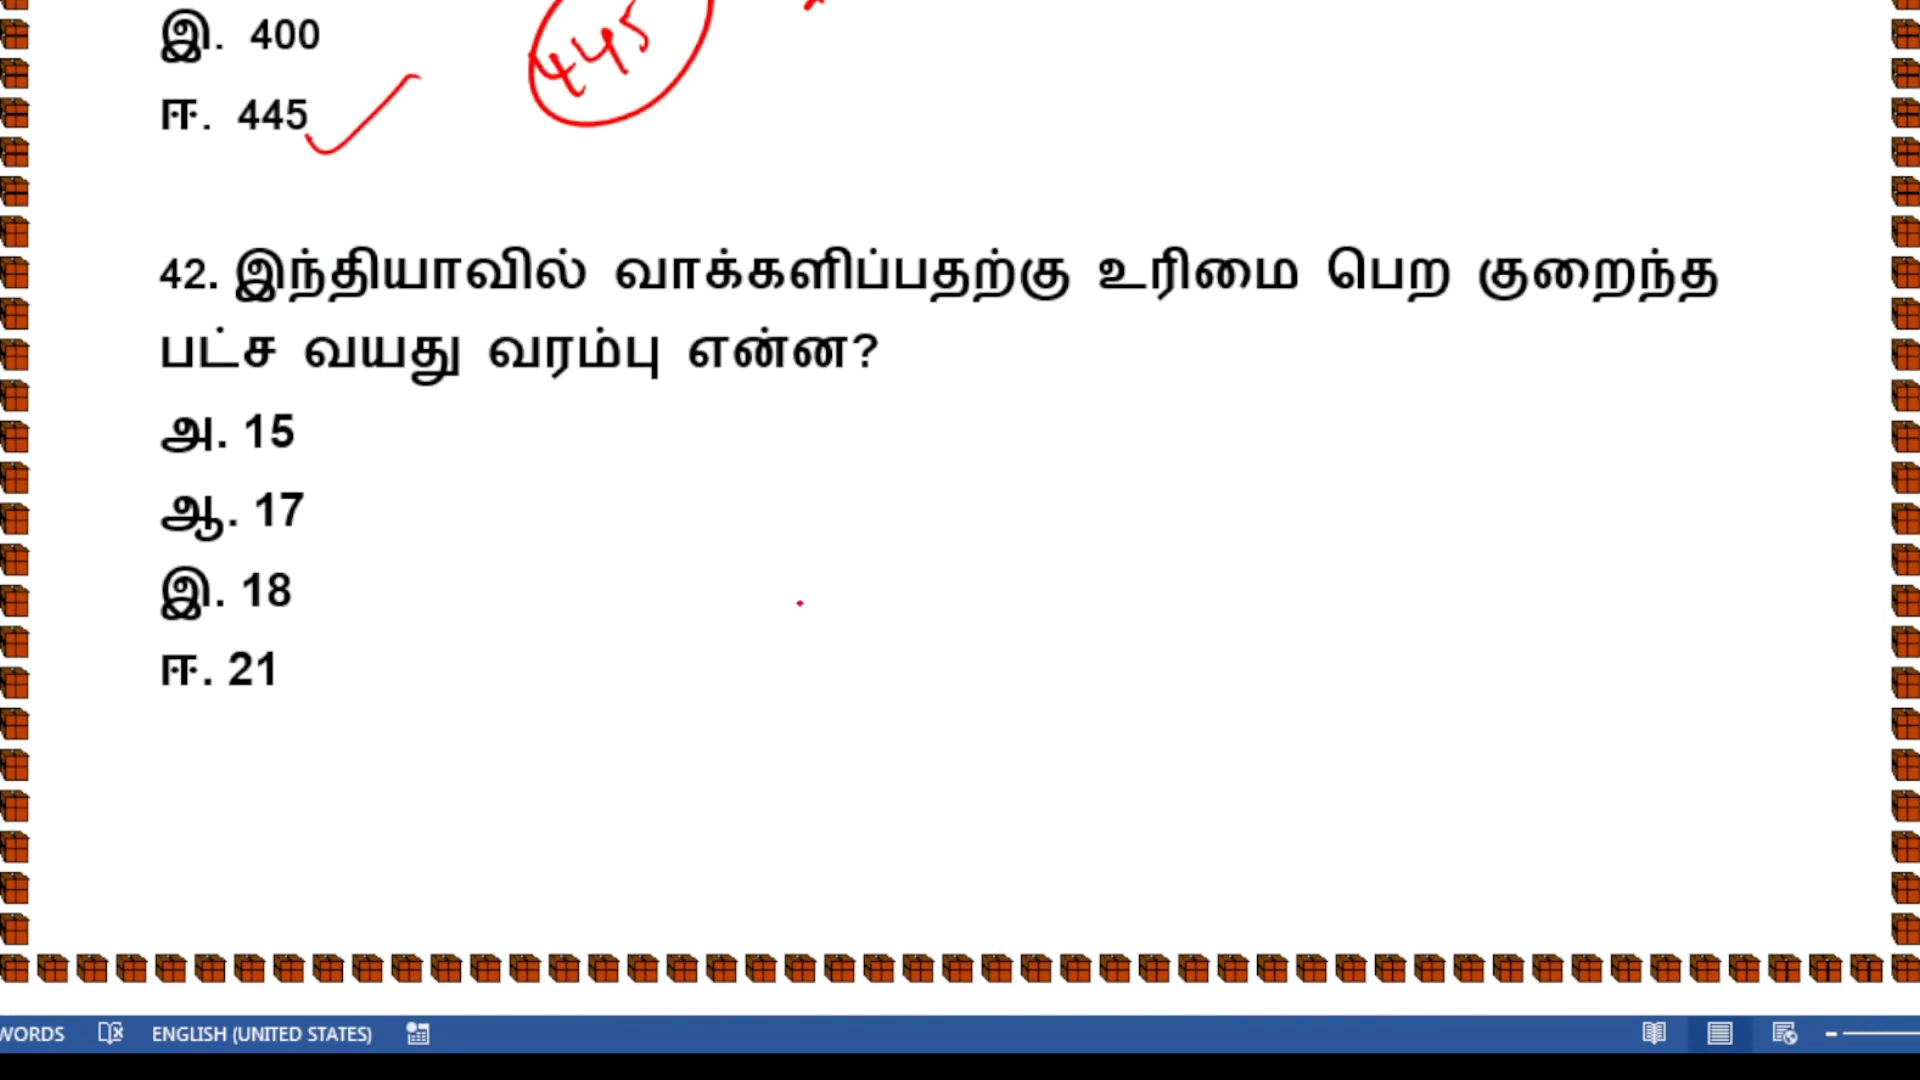 இ. 400
445
ஈ. 445
42. இந்தியாவில் வாக்களிப்பதற்கு உரிமை பெற குறைந்த
பட்ச வயது வரம்பு என்ன?
அ. 15
ஆ. 17
இ. 18
ஈ. 21
WORDS ENGLISH (UNITED STATES)